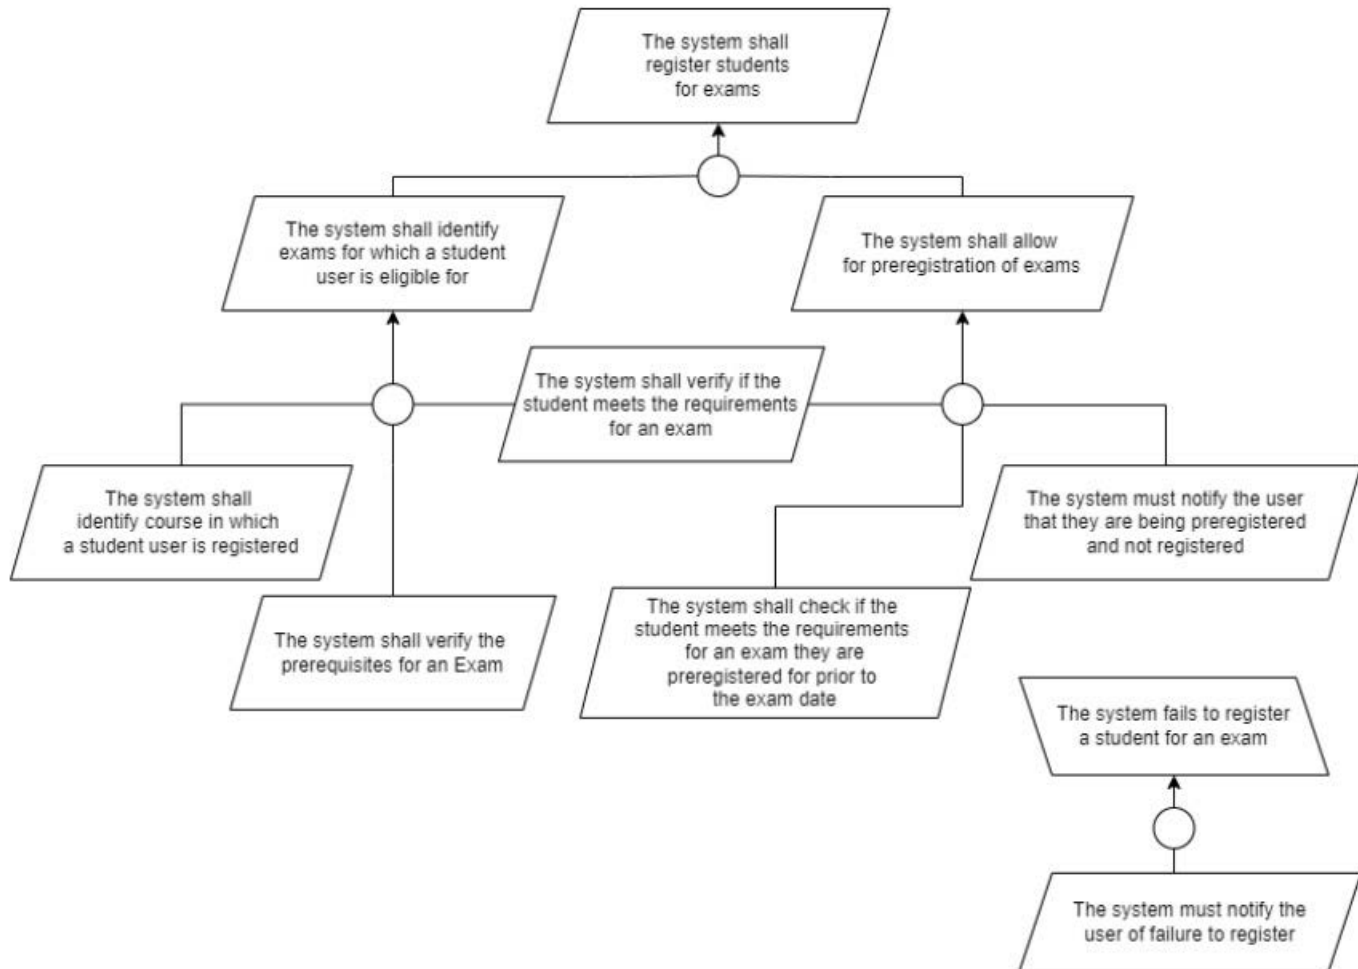 The system shall
register students
for exams
The system shall identify
exams for which a student
user is eligible for
The system shall allow
for preregistration of exams
The system shall verify if the
student meets the requirements
for an exam
The system shall
identify course in which
a student user is registered
The system must notify the user
that they are being preregistered
and not registered
The system shall verify the
prerequisites for an Exam
The system shall check if the
student meets the requirements
for an exam they are
preregistered for prior to
the exam date
The system fails to register
a student for an exam
The system must notify the
user of failure to register